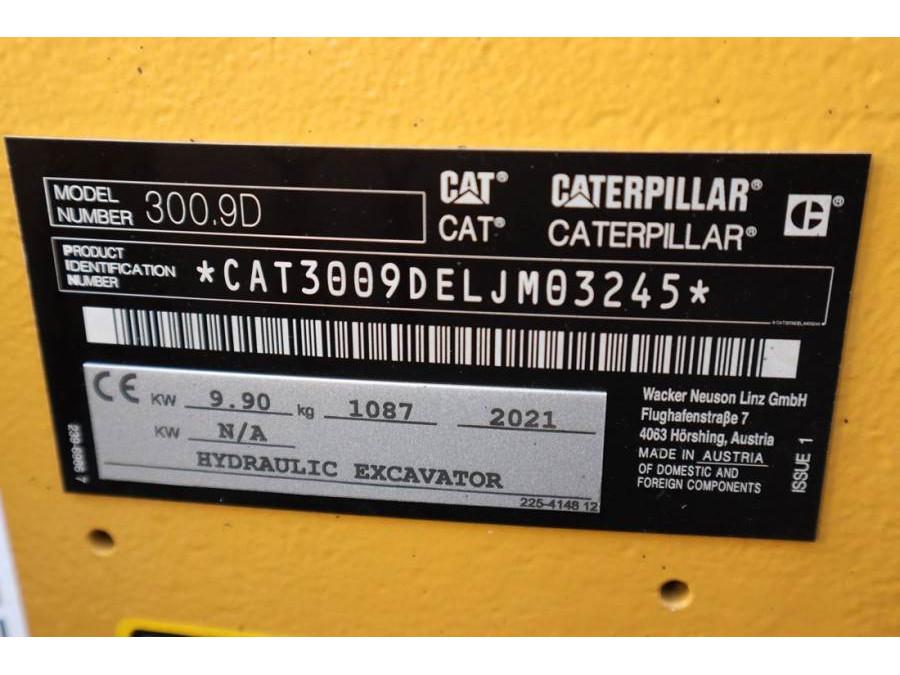 MODEL
NUMBER 300.9D
CAT® CATERPILLAR®
CAT® CATERPILLAR®
PRODUCT
IDENTIFICATION
NUMBER
*CAT3009DELJM03245*
CE KW 9.90 kg 1087 2021
KW N/A
HYDRAULIC EXCAVATOR
225-4148 12
Wacker Neuson Linz GmbH
Flughafenstraße 7
4063 Hörshing, Austria
MADE IN AUSTRIA
OF DOMESTIC AND
FOREIGN COMPONENTS
ISSUE 1